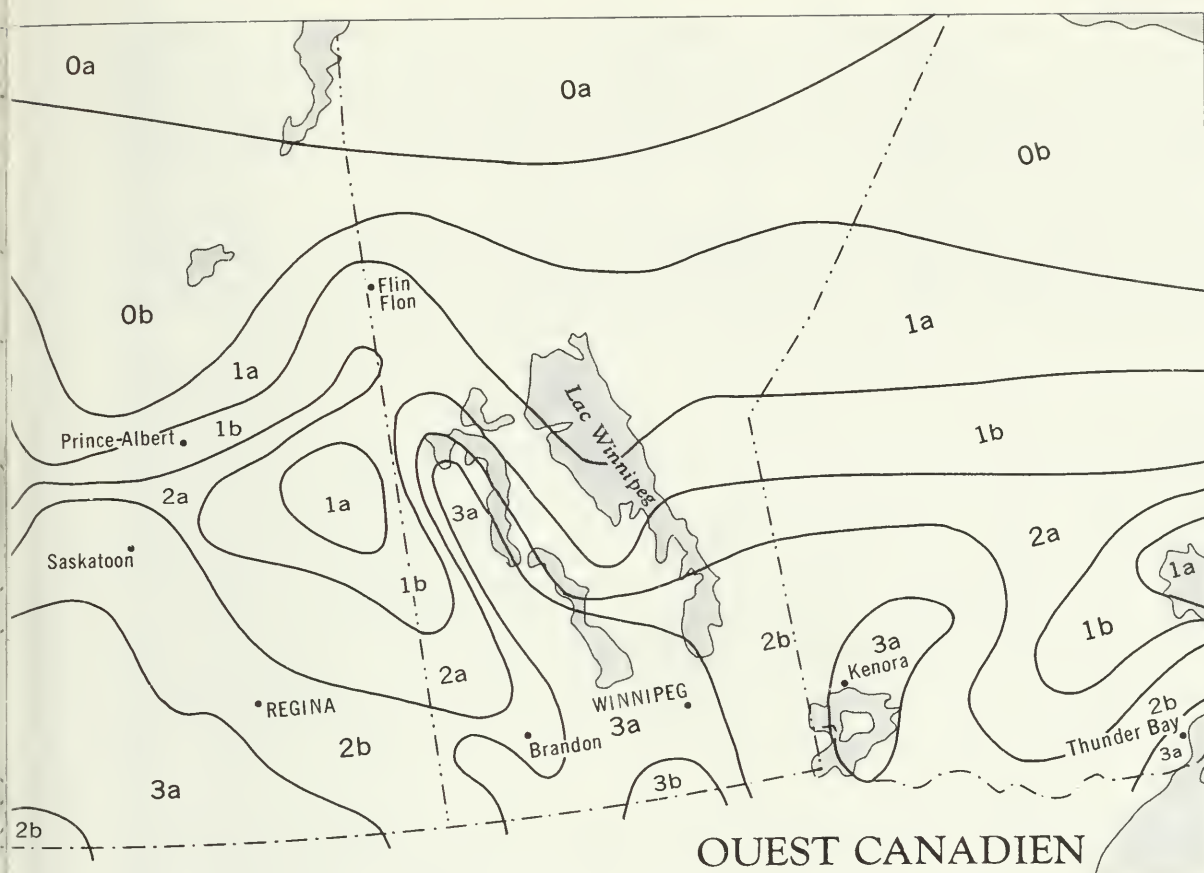 0a
0a
0b
Flin
Flon
0b
1a
1a
Lac Winnipeg
Prince-Albert
1b
1b
2a
1a
3a
2a
Saskatoon
1a
1b
1b
3a
2b
2a
Kenora
REGINA
WINNIPEG
3a
2b
2b
Brandon
Thunder Bay
3a
3a
3b
2b
OUEST CANADIEN